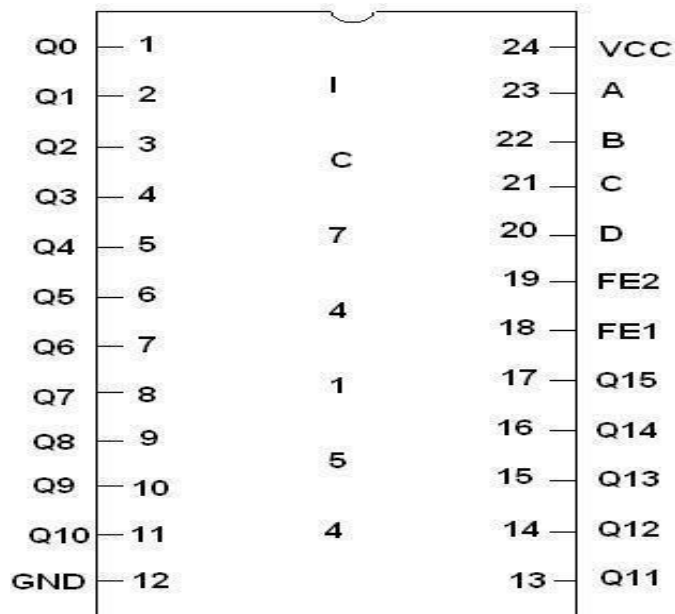 Q0 1 24 VCC
Q1 2 I 23 A
Q2 3 C 22 B
Q3 4 21 C
Q4 5 7 20 D
Q5 6 4 19 FE2
Q6 7 18 FE1
Q7 8 1 17 Q15
Q8 9 5 16 Q14
Q9 10 15 Q13
Q10 11 4 14 Q12
GND 12 13 Q11